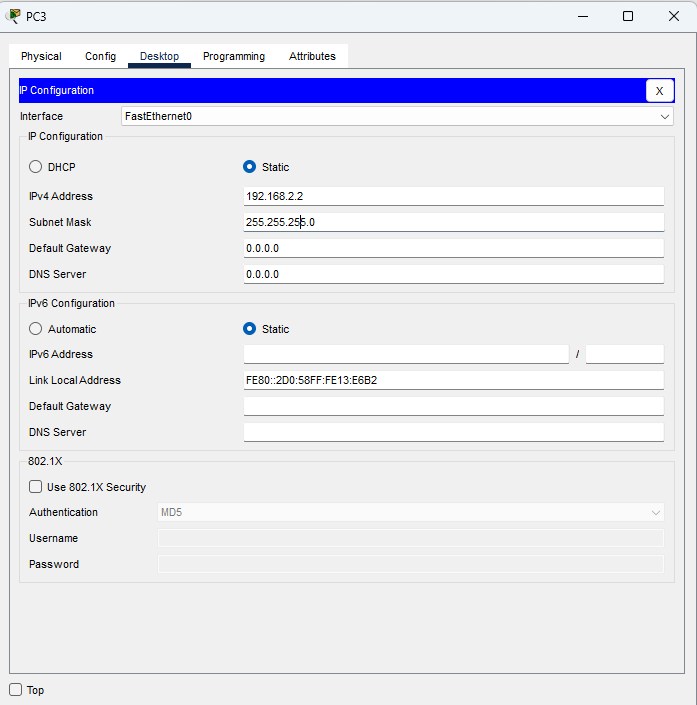 PC3
Physical Config Desktop Programming Attributes
IP Configuration X
Interface FastEthernet0
IP Configuration
DHCP Static
IPv4 Address 192.168.2.2
Subnet Mask 255.255.255.0
Default Gateway 0.0.0.0
DNS Server 0.0.0.0
IPv6 Configuration
Automatic Static
IPv6 Address /
Link Local Address FE80::2D0:58FF:FE13:E6B2
Default Gateway
DNS Server
802.1X
Use 802.1X Security
Authentication MD5
Username
Password
Top